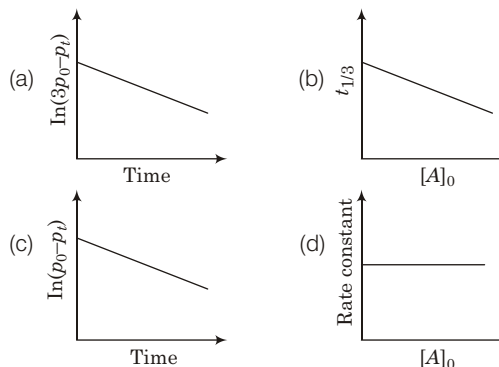 (a) ln(3p₀–pₜ) Time
(b) t₁/₃ [A]₀
(c) ln(p₀–pₜ) Time
(d) Rate constant [A]₀